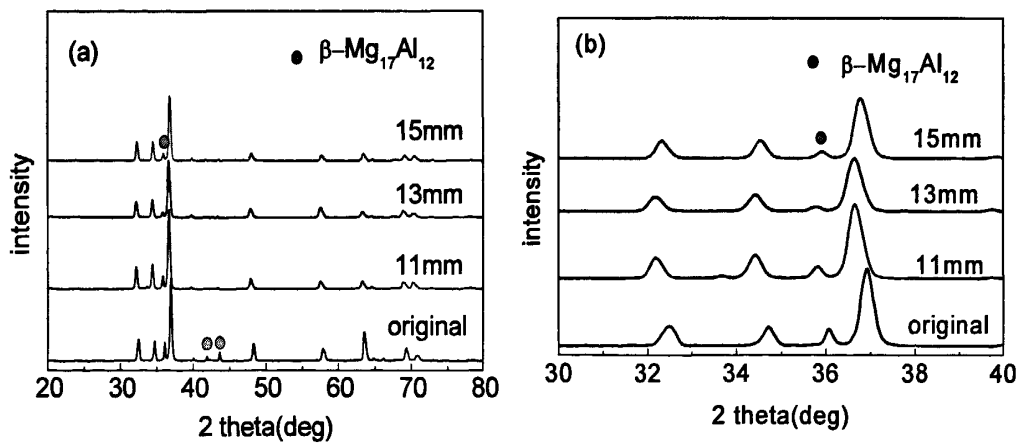 (a)
β–Mg17Al12
15mm
13mm
11mm
original
intensity
20 30 40 50 60 70 80
2 theta(deg)
(b)
β–Mg17Al12
15mm
13mm
11mm
original
intensity
30 32 34 36 38 40
2 theta(deg)